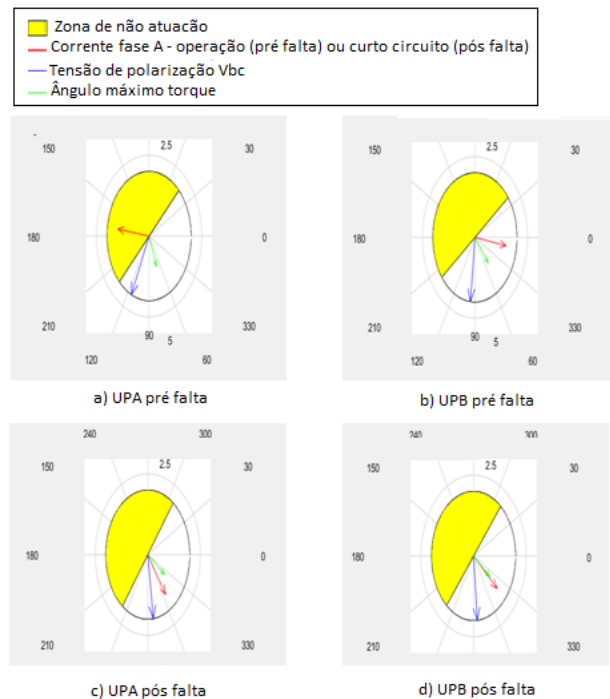 Zona de não atuacão
Corrente fase A - operação (pré falta) ou curto circuito (pós falta)
Tensão de polarização Vbc
Ângulo máximo torque
150 2.5 30
180 0
210 330
90 5
120 60
a) UPA pré falta
150 2.5 30
180 0
210 330
90 5
120 60
b) UPB pré falta
240 300
150 2.5 30
180 0
210 330
c) UPA pós falta
240 300
150 2.5 30
180 0
210 330
d) UPB pós falta